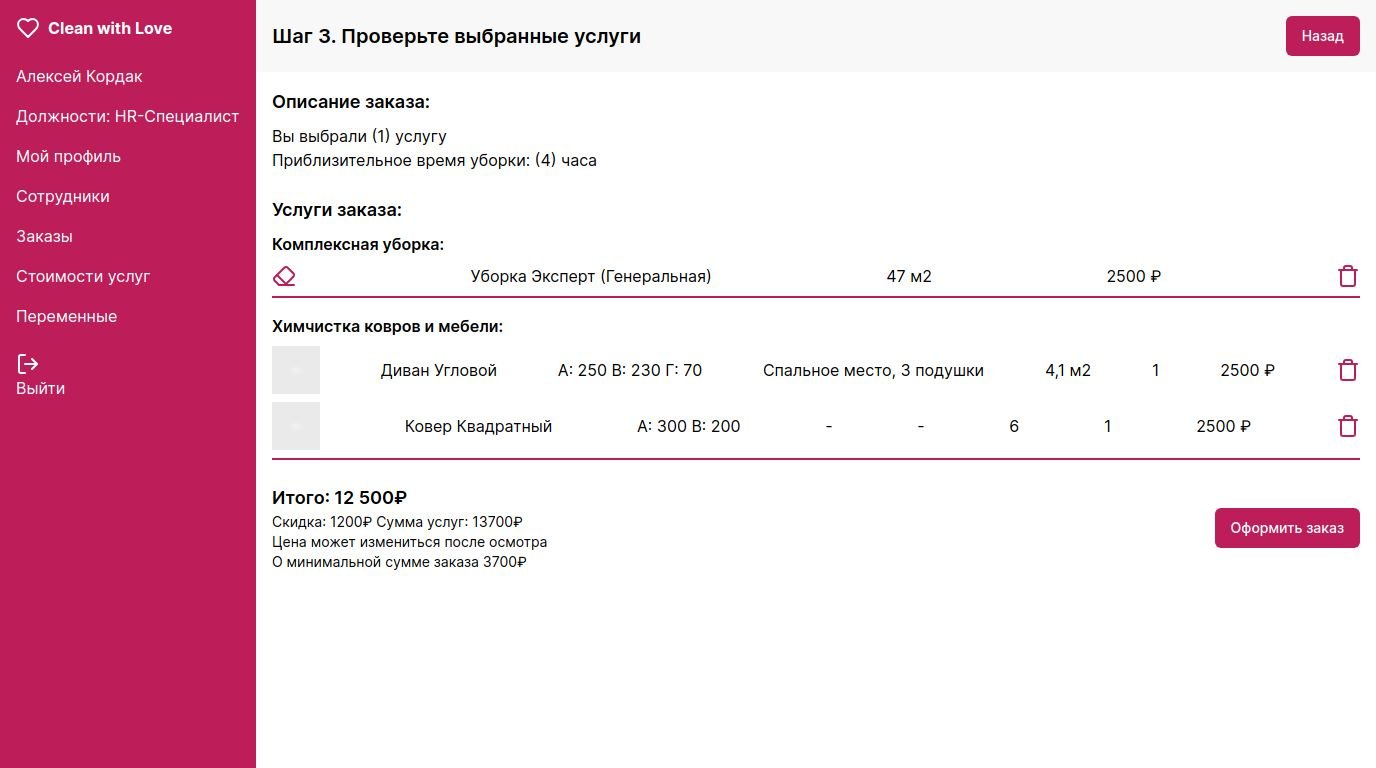 Clean with Love
Алексей Кордак
Должности: HR-Специалист
Мой профиль
Сотрудники
Заказы
Стоимости услуг
Переменные
Выйти
Шаг 3. Проверьте выбранные услуги
Назад
Описание заказа:
Вы выбрали (1) услугу
Приблизительное время уборки: (4) часа
Услуги заказа:
Комплексная уборка:
Уборка Эксперт (Генеральная) 47 м2 2500 ₽
Химчистка ковров и мебели:
Диван Угловой А: 250 В: 230 Г: 70 Спальное место, 3 подушки 4,1 м2 1 2500 ₽
Ковер Квадратный А: 300 В: 200 - - 6 1 2500 ₽
Итого: 12 500₽
Скидка: 1200₽ Сумма услуг: 13700₽
Цена может измениться после осмотра
О минимальной сумме заказа 3700₽
Оформить заказ